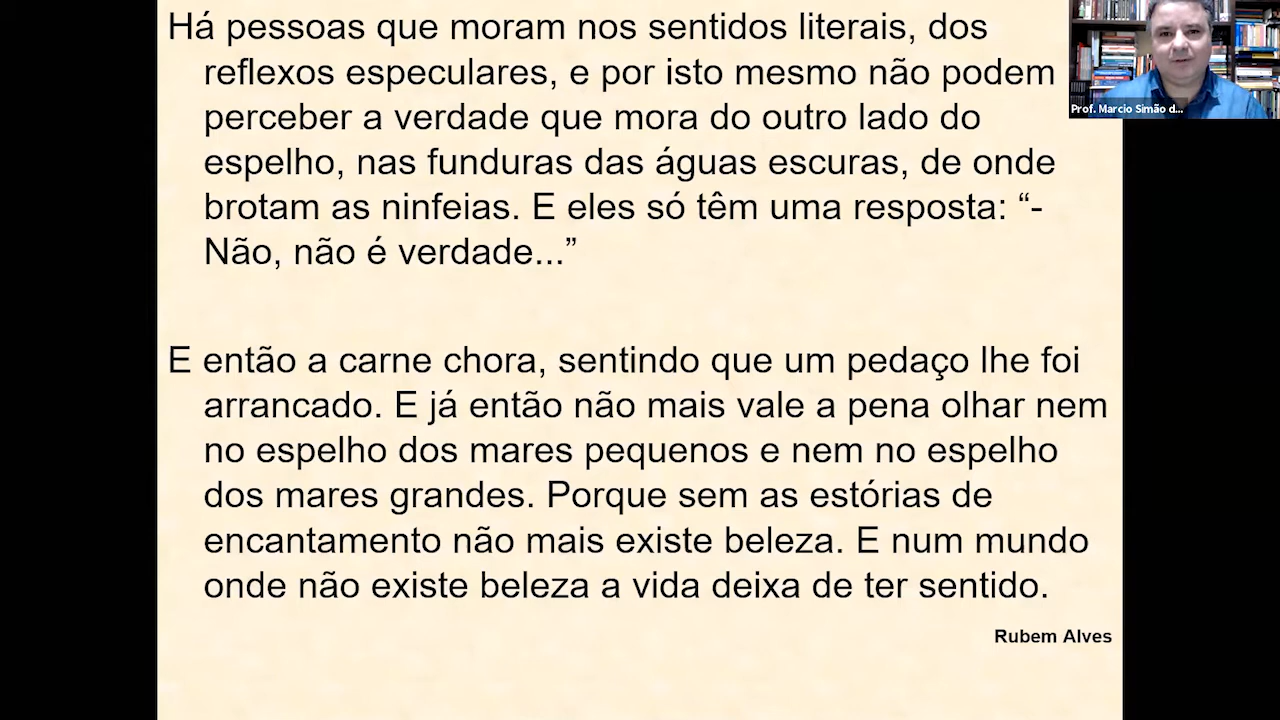 Há pessoas que moram nos sentidos literais, dos
reflexos especulares, e por isto mesmo não podem
perceber a verdade que mora do outro lado do
espelho, nas funduras das águas escuras, de onde
brotam as ninfeias. E eles só têm uma resposta: “-
Não, não é verdade...”
E então a carne chora, sentindo que um pedaço lhe foi
arrancado. E já então não mais vale a pena olhar nem
no espelho dos mares pequenos e nem no espelho
dos mares grandes. Porque sem as estórias de
encantamento não mais existe beleza. E num mundo
onde não existe beleza a vida deixa de ter sentido.
Rubem Alves
Prof. Marcio Simão d...